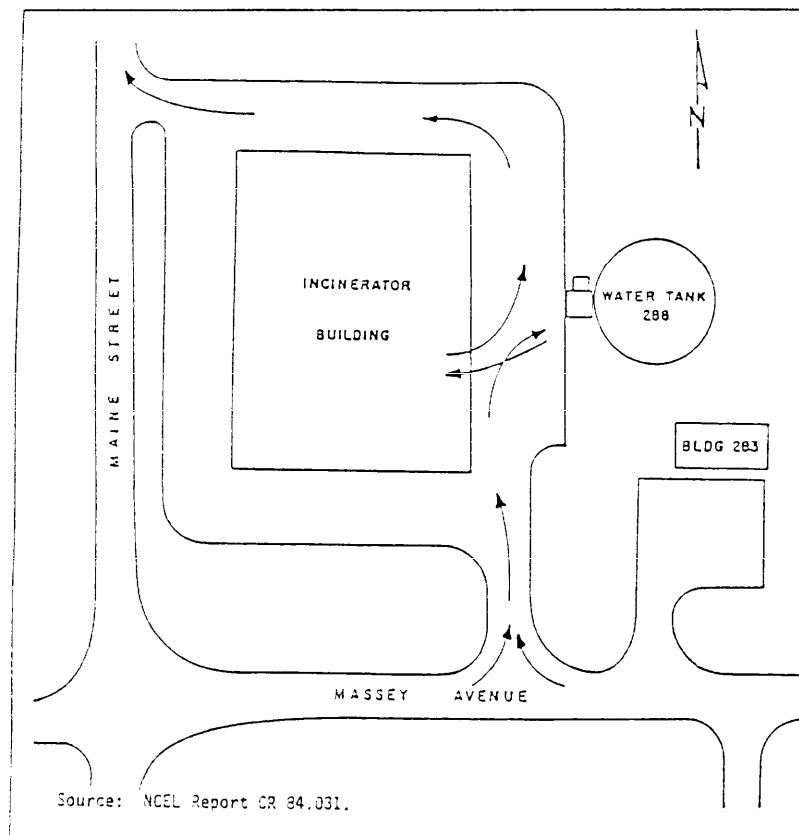 N
INCINERATOR
BUILDING
WATER TANK
288
MAINE STREET
BLDG 283
MASSEY AVENUE
Source: NCEL Report CR 84.031.